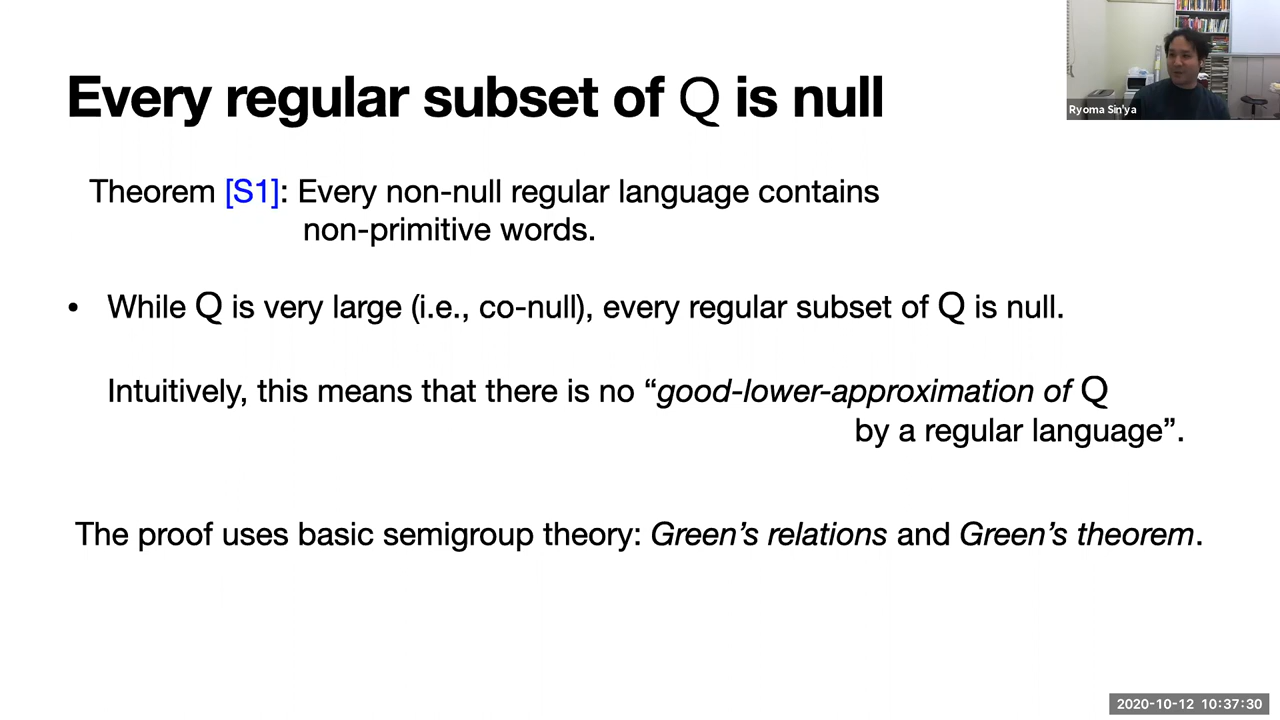 Every regular subset of Q is null
Ryoma Sin'ya
Theorem [S1]: Every non-null regular language contains
non-primitive words.
• While Q is very large (i.e., co-null), every regular subset of Q is null.
Intuitively, this means that there is no “good-lower-approximation of Q
by a regular language”.
The proof uses basic semigroup theory: Green’s relations and Green’s theorem.
2020-10-12 10:37:30